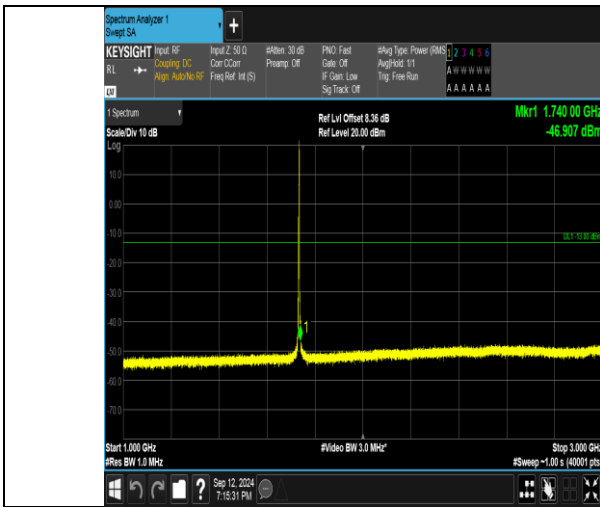 Spectrum Analyzer 1
Swept SA
+
KEYSIGHT Input: RF Input Z: 50 Ω #Atten: 30 dB PNO: Fast #Avg Type: Power (RMS 1 2 3 4 5 6
RL Coupling: DC Corr CCorr Preamp: Off Gate: Off Avg|Hold: 1/1 A W W W W W
Align: Auto/No RF Freq Ref: Int (S) IF Gain: Low Trig: Free Run
LXI Sig Track: Off A A A A A A
1 Spectrum Ref Lvl Offset 8.36 dB Mkr1 1.740 00 GHz
Scale/Div 10 dB Ref Level 20.00 dBm -46.907 dBm
Log
10.0
0.00
-10.0
DL1 -13.00 dBm
-20.0
-30.0
-40.0
1
-50.0
-60.0
-70.0
Start 1.000 GHz #Video BW 3.0 MHz* Stop 3.000 GHz
#Res BW 1.0 MHz #Sweep ~1.00 s (40001 pts
? Sep 12, 2024
7:15:31 PM